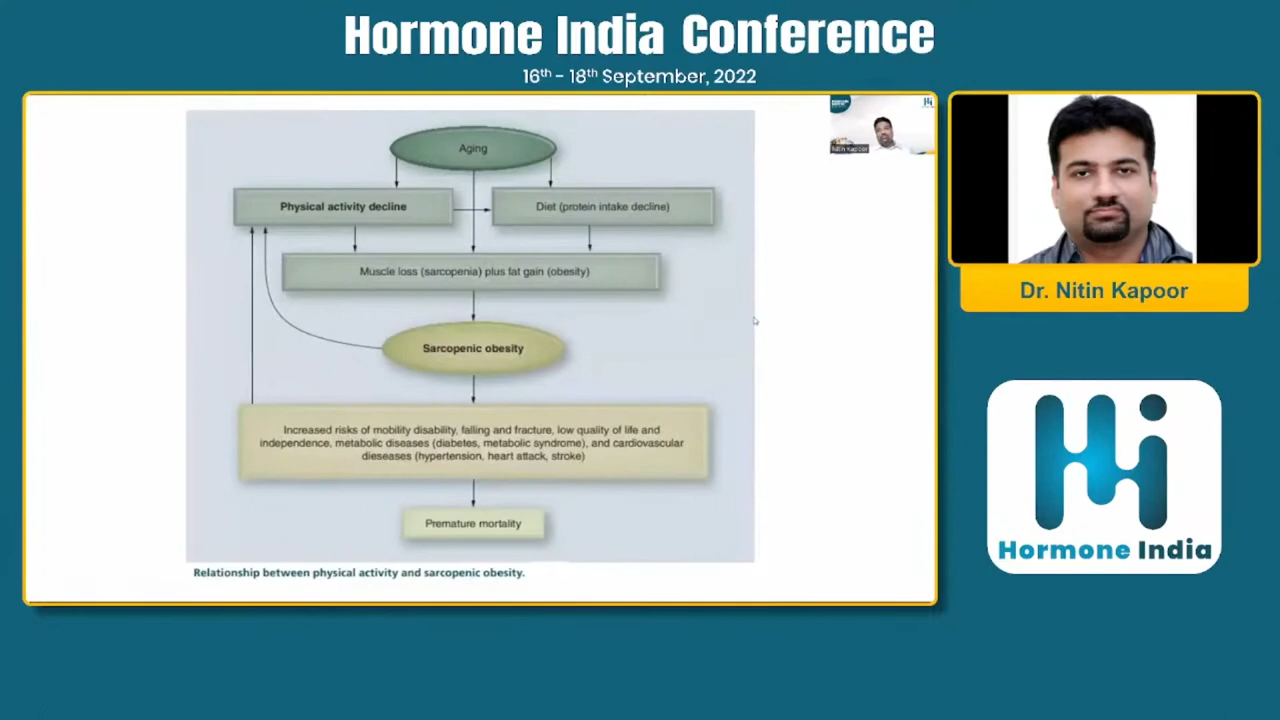 Hormone India Conference
16th - 18th September, 2022
Aging
Physical activity decline
Diet (protein intake decline)
Muscle loss (sarcopenia) plus fat gain (obesity)
Sarcopenic obesity
Increased risks of mobility disability, falling and fracture, low quality of life and
independence, metabolic diseases (diabetes, metabolic syndrome), and cardiovascular
dieseases (hypertension, heart attack, stroke)
Premature mortality
Relationship between physical activity and sarcopenic obesity.
Nitin Kapoor
Dr. Nitin Kapoor
Hormone India